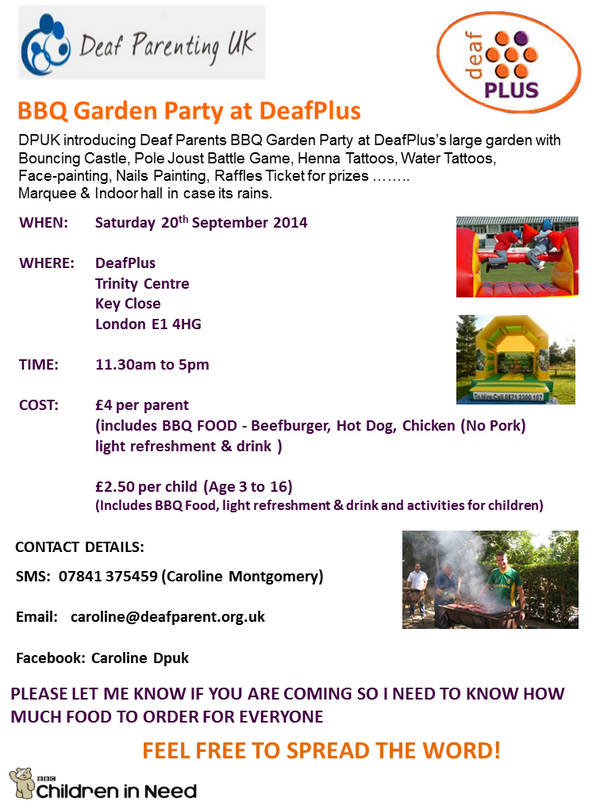 Deaf Parenting UK
deaf
PLUS
BBQ Garden Party at DeafPlus
DPUK introducing Deaf Parents BBQ Garden Party at DeafPlus's large garden with
Bouncing Castle, Pole Joust Battle Game, Henna Tattoos, Water Tattoos,
Face-painting, Nails Painting, Raffles Ticket for prizes ……..
Marquee & Indoor hall in case its rains.
WHEN: Saturday 20th September 2014
WHERE: DeafPlus
Trinity Centre
Key Close
London E1 4HG
TIME: 11.30am to 5pm
COST: £4 per parent
(includes BBQ FOOD - Beefburger, Hot Dog, Chicken (No Pork)
light refreshment & drink )
£2.50 per child (Age 3 to 16)
(Includes BBQ Food, light refreshment & drink and activities for children)
To Hire Call 0871 2300 107
CONTACT DETAILS:
SMS: 07841 375459 (Caroline Montgomery)
Email: caroline@deafparent.org.uk
Facebook: Caroline Dpuk
PLEASE LET ME KNOW IF YOU ARE COMING SO I NEED TO KNOW HOW
MUCH FOOD TO ORDER FOR EVERYONE
FEEL FREE TO SPREAD THE WORD!
BBC
Children in Need